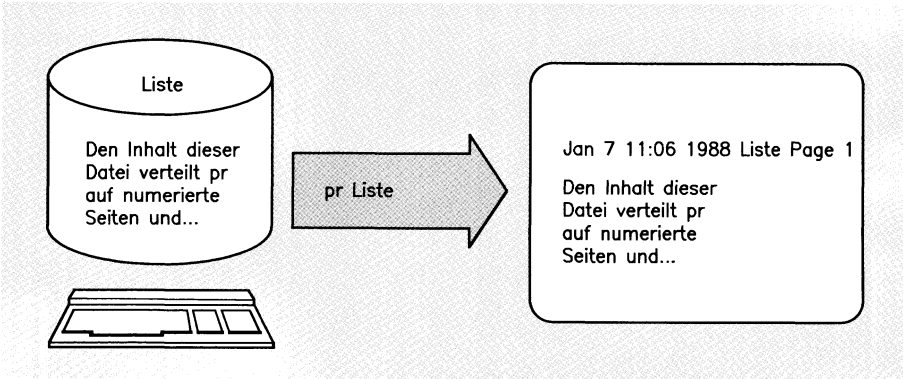 Liste
Den Inhalt dieser
Datei verteilt pr
auf numerierte
Seiten und...
pr Liste
Jan 7 11:06 1988 Liste Page 1
Den Inhalt dieser
Datei verteilt pr
auf numerierte
Seiten und...